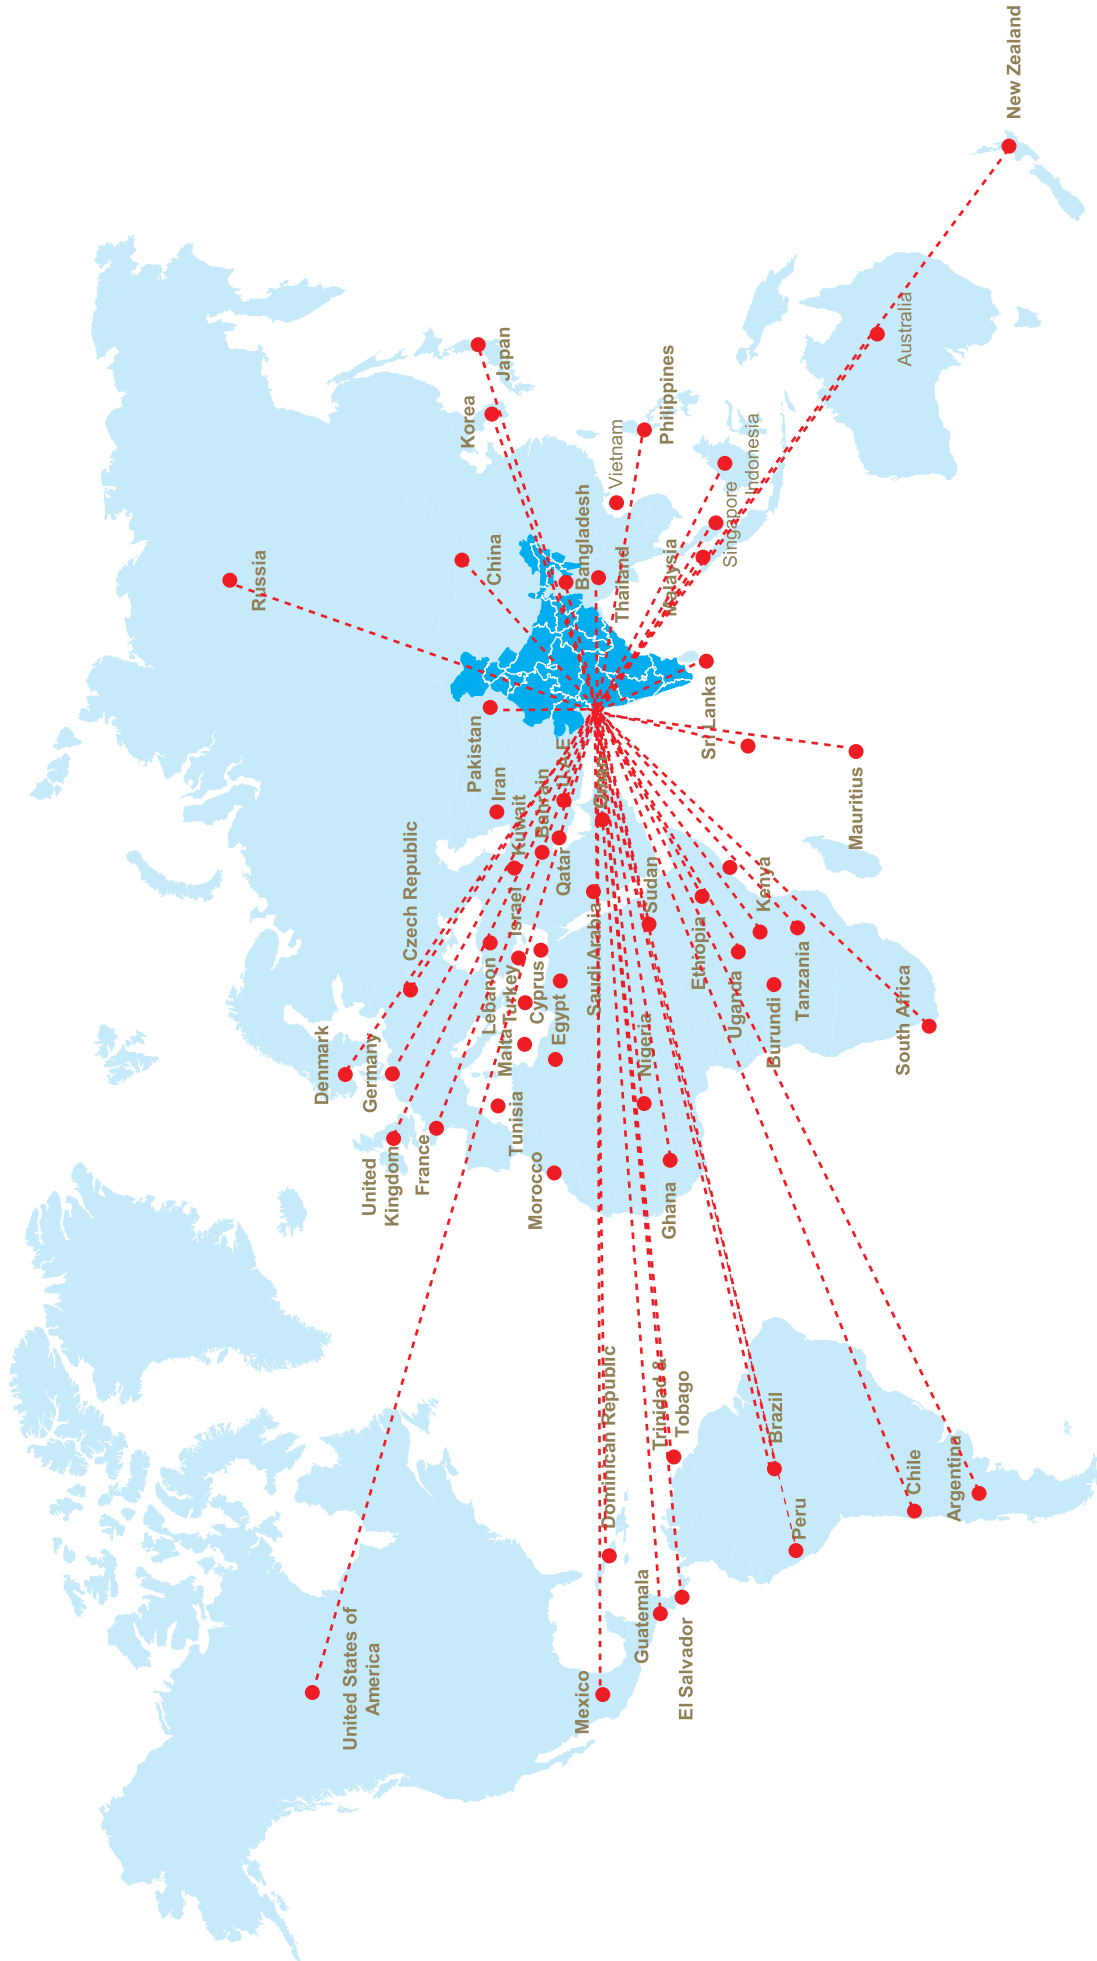 United States of
America
Mexico
Guatemala
El Salvador
Dominican Republic
Trinidad &
Tobago
Peru
Brazil
Chile
Argentina
Denmark
Germany
United
Kingdom
France
Czech Republic
Morocco
Tunisia
Malta
Turkey
Lebanon
Israel
Cyprus
Egypt
Ghana
Nigeria
Sudan
Saudi Arabia
Ethiopia
Uganda
Burundi
Kenya
Tanzania
South Africa
Mauritius
Kuwait
Bahrain
Qatar
U.A.E
Iran
Pakistan
Sri Lanka
Russia
China
Bangladesh
Thailand
Malaysia
Singapore
Indonesia
Vietnam
Philippines
Korea
Japan
Australia
New Zealand